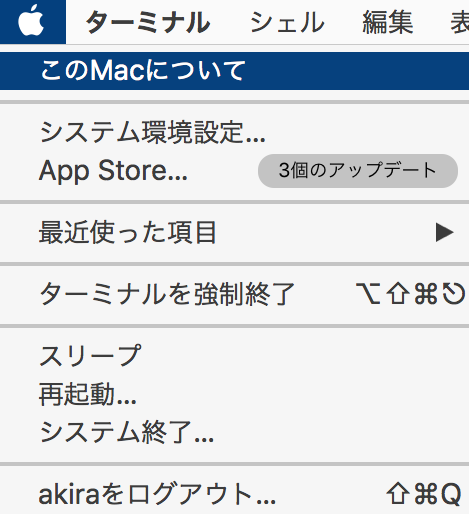 ターミナル シェル 編集
このMacについて
システム環境設定...
App Store... 3個のアップデート
最近使った項目 ▶
ターミナルを強制終了 ⌥⇧⌘⎋
スリープ
再起動...
システム終了...
akiraをログアウト... ⇧⌘Q